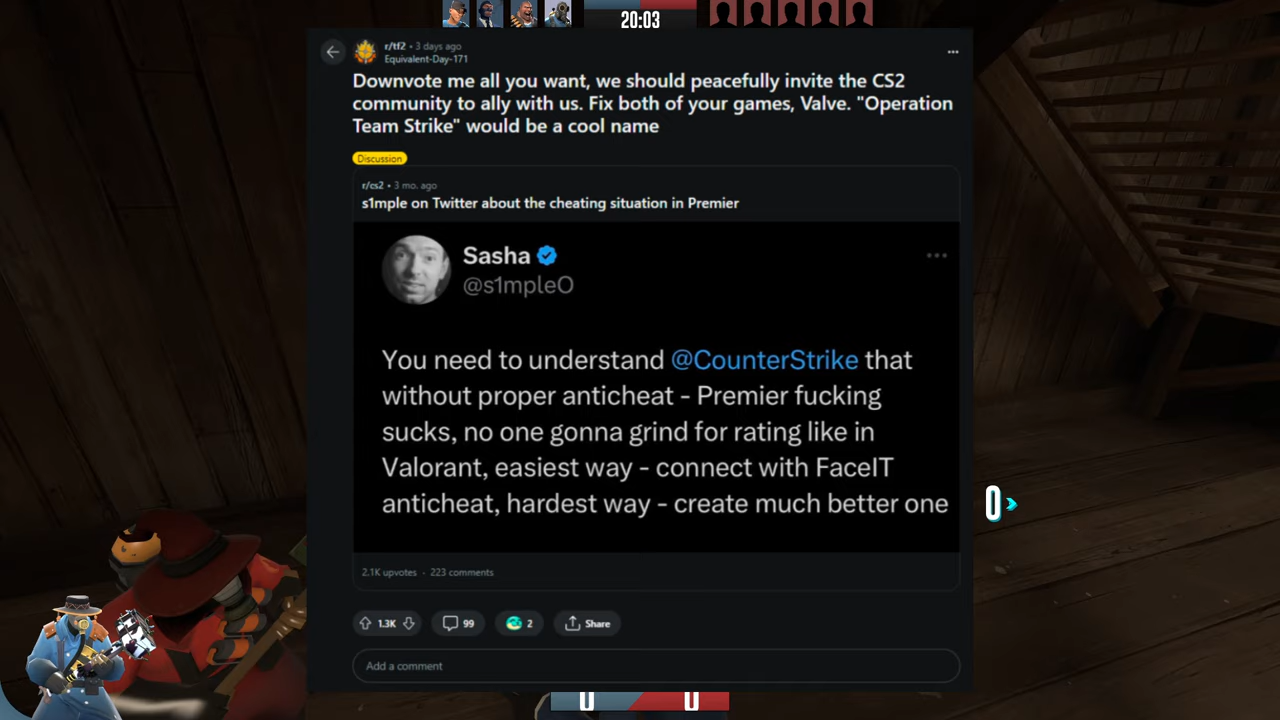 20:03
r/tf2 • 3 days ago
Equivalent-Day-171
Downvote me all you want, we should peacefully invite the CS2
community to ally with us. Fix both of your games, Valve. "Operation
Team Strike" would be a cool name
Discussion
r/cs2 • 3 mo. ago
s1mple on Twitter about the cheating situation in Premier
Sasha
@s1mpleO
You need to understand @CounterStrike that
without proper anticheat - Premier fucking
sucks, no one gonna grind for rating like in
Valorant, easiest way - connect with FaceIT
anticheat, hardest way - create much better one
0
2.1K upvotes · 223 comments
1.3K
99
2
Share
Add a comment
0
0